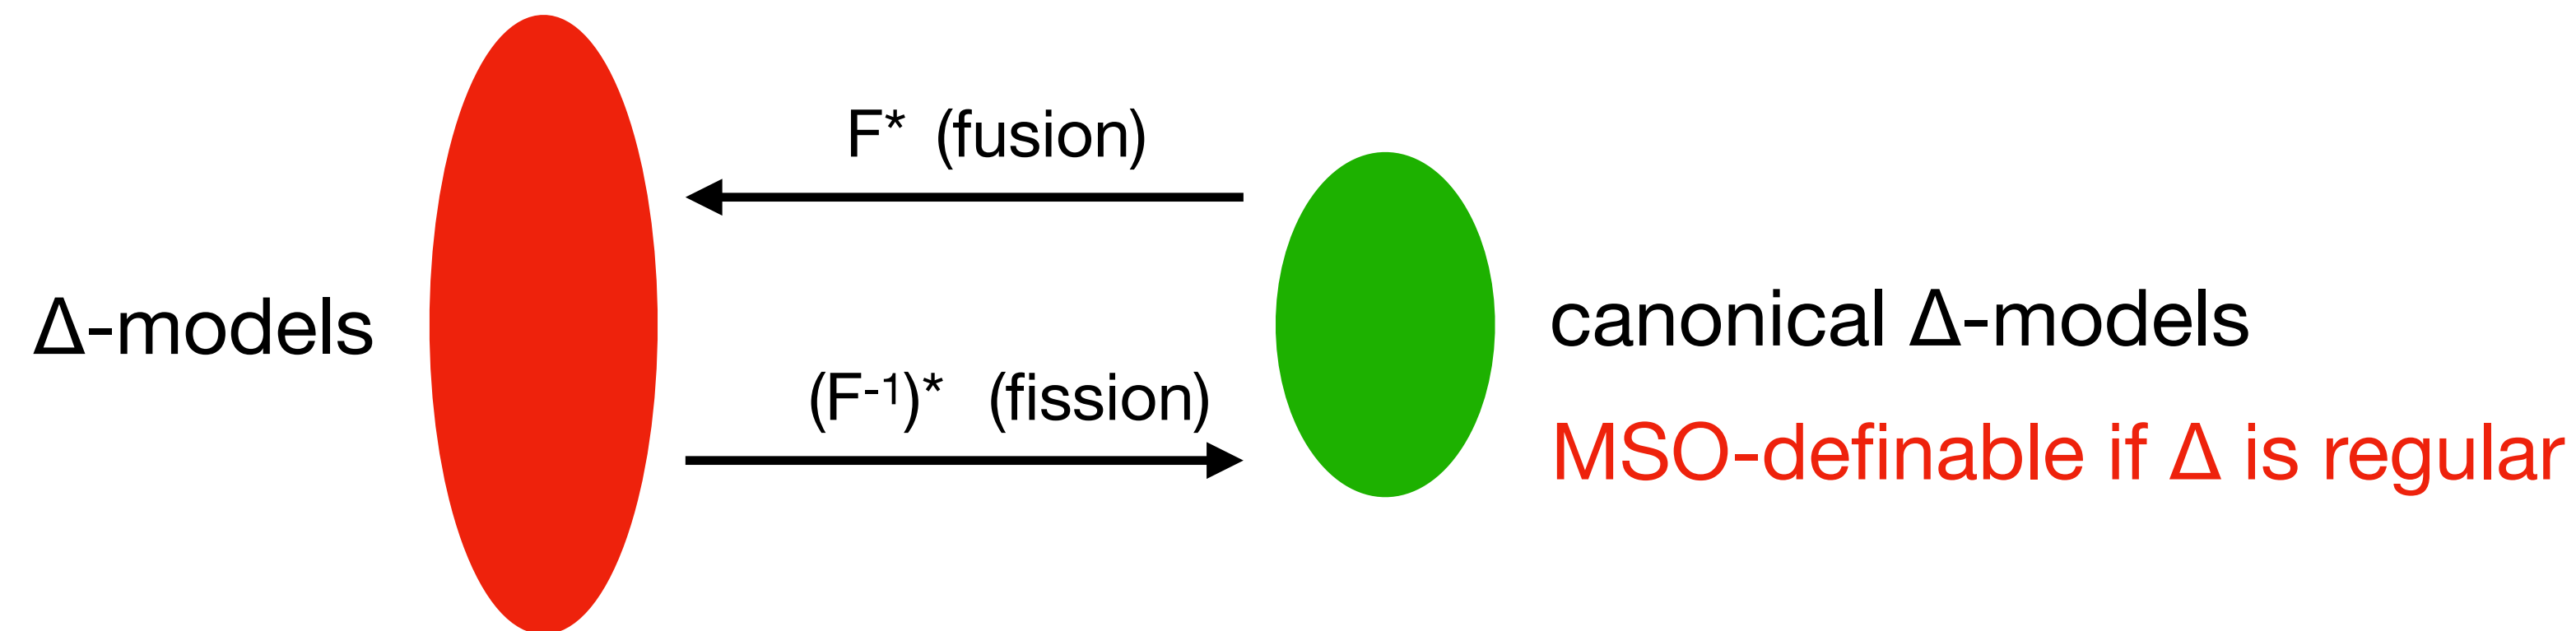 F* (fusion)
Δ-models
canonical Δ-models
(F-1)* (fission)
MSO-definable if Δ is regular